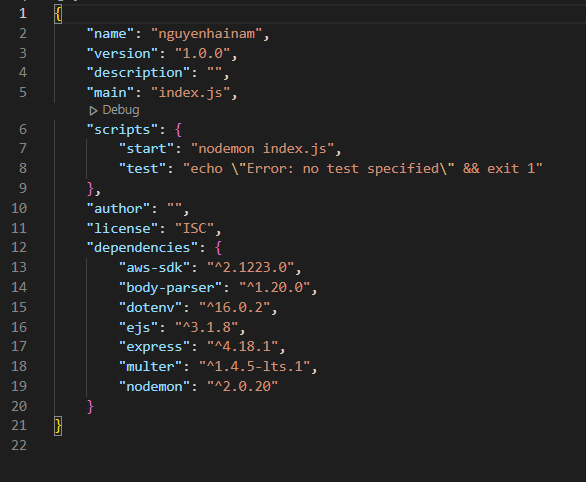 1 {
2 "name": "nguyenhainam",
3 "version": "1.0.0",
4 "description": "",
5 "main": "index.js",
Debug
6 "scripts": {
7 "start": "nodemon index.js",
8 "test": "echo \"Error: no test specified\" && exit 1"
9 },
10 "author": "",
11 "license": "ISC",
12 "dependencies": {
13 "aws-sdk": "^2.1223.0",
14 "body-parser": "^1.20.0",
15 "dotenv": "^16.0.2",
16 "ejs": "^3.1.8",
17 "express": "^4.18.1",
18 "multer": "^1.4.5-lts.1",
19 "nodemon": "^2.0.20"
20 }
21 }
22